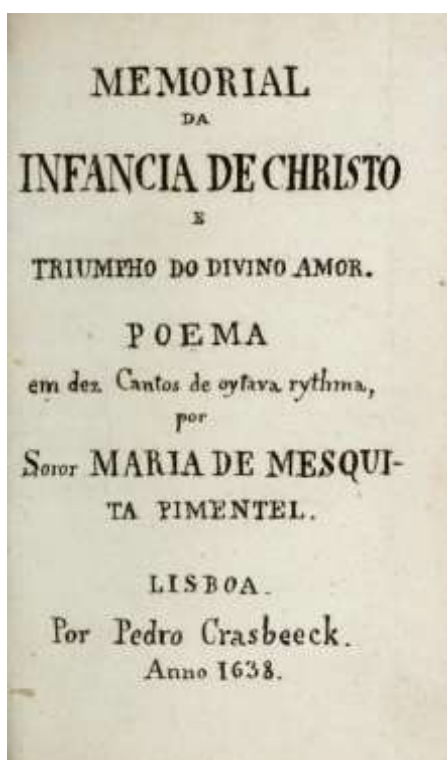 MEMORIAL
DA
INFANCIA DE CHRISTO
E
TRIUMPHO DO DIVINO AMOR.
POEMA
em dez Cantos de oytava rythma,
por
Soror MARIA DE MESQUI-
TA PIMENTEL.
LISBOA.
Por Pedro Crasbeeck.
Anno 1638.